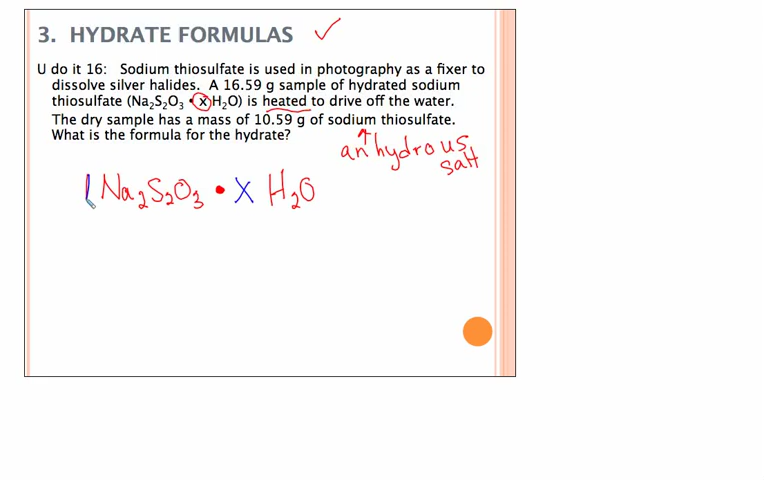 3. HYDRATE FORMULAS ✓
U do it 16: Sodium thiosulfate is used in photography as a fixer to
dissolve silver halides. A 16.59 g sample of hydrated sodium
thiosulfate (Na₂S₂O₃ • x H₂O) is heated to drive off the water.
The dry sample has a mass of 10.59 g of sodium thiosulfate.
What is the formula for the hydrate?
anhydrous
salt
1 Na₂S₂O₃ • X H₂O